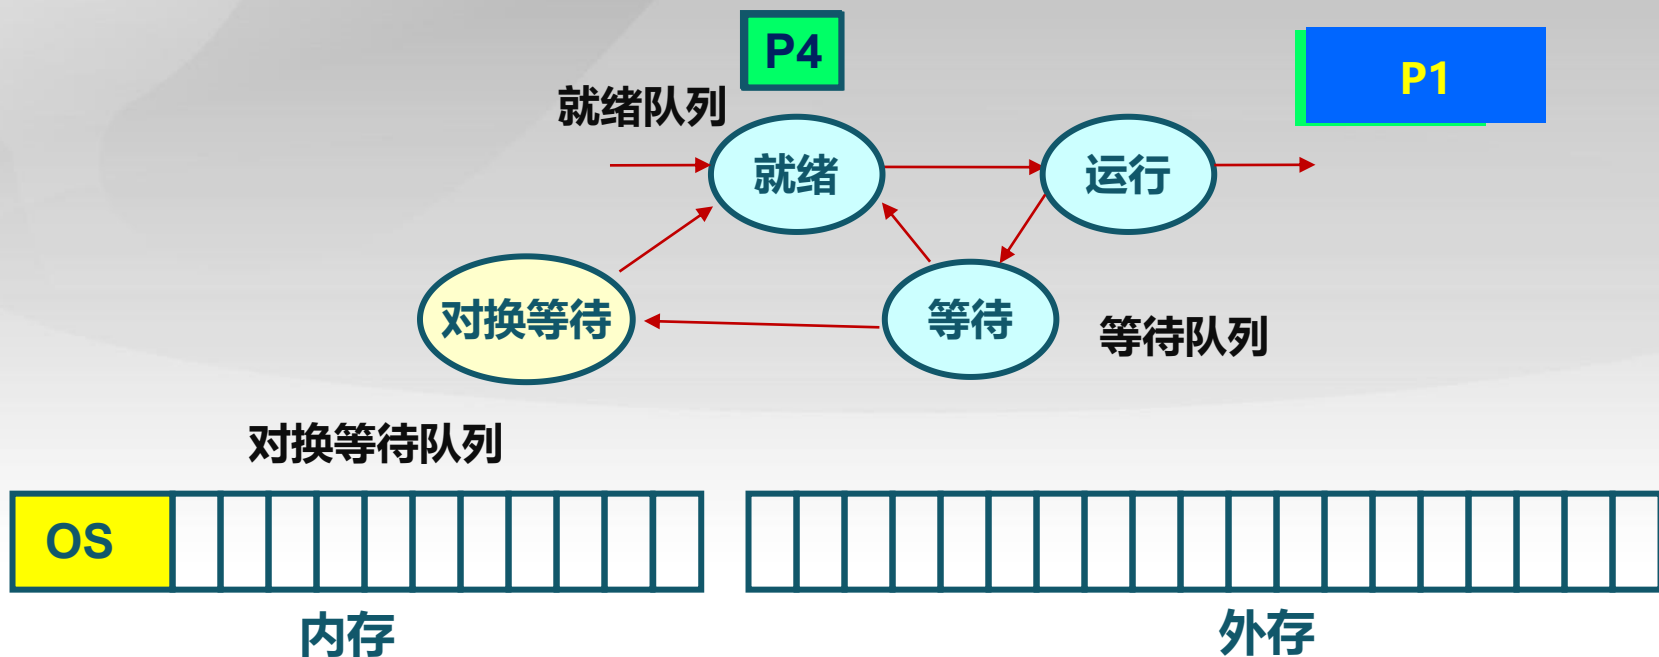 P4
P1
就绪队列
就绪
运行
对换等待
等待
等待队列
对换等待队列
OS
内存
外存